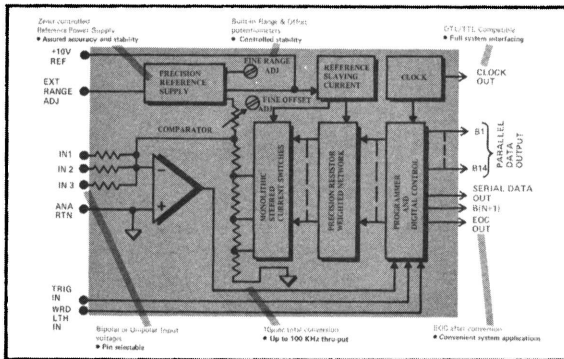 Zener controlled
Reference Power Supply
• Assured accuracy and stability
Built-in Range & Offset
potentiometers
• Controlled stability
DTL/TTL Compatible
• Full system interfacing
+10V
REF
EXT
RANGE
ADJ
PRECISION
REFERENCE
SUPPLY
FINE RANGE
ADJ
REFERENCE
SLAVING
CURRENT
CLOCK
CLOCK
OUT
FINE OFFSET
ADJ
COMPARATOR
IN 1
IN 2
IN 3
ANA
RTN
MONOLITHIC
STEERED
CURRENT SWITCHES
PRECISION RESISTOR
WEIGHTED NETWORK
PROGRAMMER
AND
DIGITAL CONTROL
B1
B14
PARALLEL
DATA
OUTPUT
SERIAL DATA
OUT
B(N+1)
EOC
OUT
TRIG
IN
WRD
LTH
IN
Bipolar or Unipolar Input
voltages
• Pin selectable
10μsec total conversion
• Up to 100 KHz thru-put
EOC after conversion
• Convenient system applications